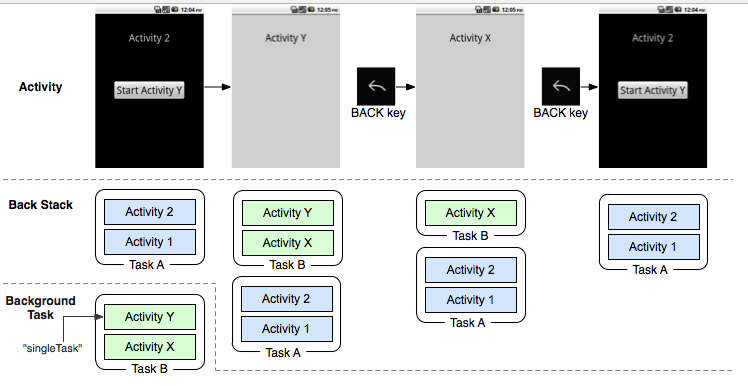 12:04 PM
12:05 PM
12:05 PM
12:04 PM
Activity 2
Activity Y
Activity X
Activity 2
Activity
Start Activity Y
Start Activity Y
BACK key
BACK key
Back Stack
Activity 2
Activity 1
Task A
Activity Y
Activity X
Task B
Activity 2
Activity 1
Task A
Activity X
Task B
Activity 2
Activity 1
Task A
Activity 2
Activity 1
Task A
Background
Task
"singleTask"
Activity Y
Activity X
Task B